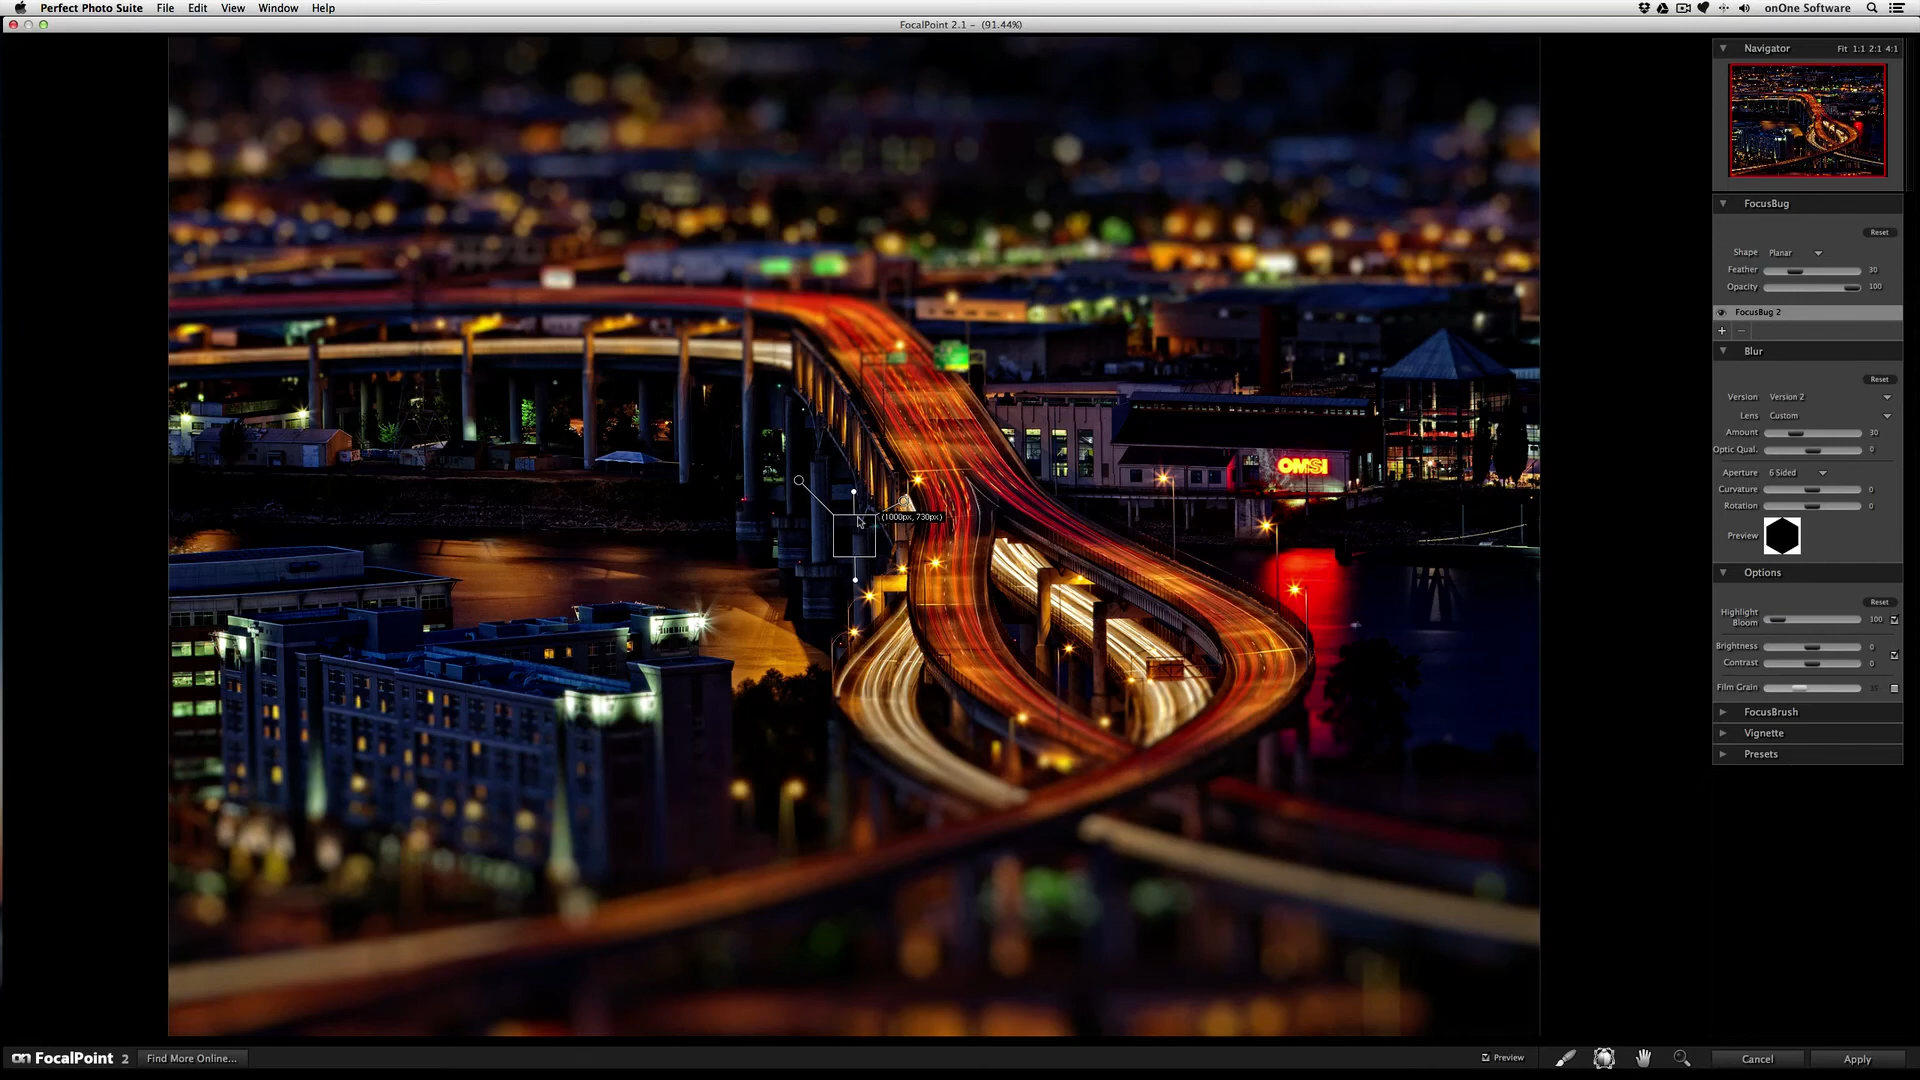 Perfect Photo Suite File Edit View Window Help onOne Software
FocalPoint 2.1 - (91.44%)
Navigator Fit 1:1 2:1 4:1
FocusBug
Reset
Shape Planar
Feather 30
Opacity 100
FocusBug 2
+ −
Blur
Reset
Version Version 2
Lens Custom
Amount 30
Optic Qual. 0
Aperture 6 Sided
Curvature 0
Rotation 0
Preview
Options
Reset
Highlight
Bloom 100
Brightness 0
Contrast 0
Film Grain
FocusBrush
Vignette
Presets
OMSI
(1000px, 730px)
on FocalPoint 2 Find More Online... Preview Cancel Apply